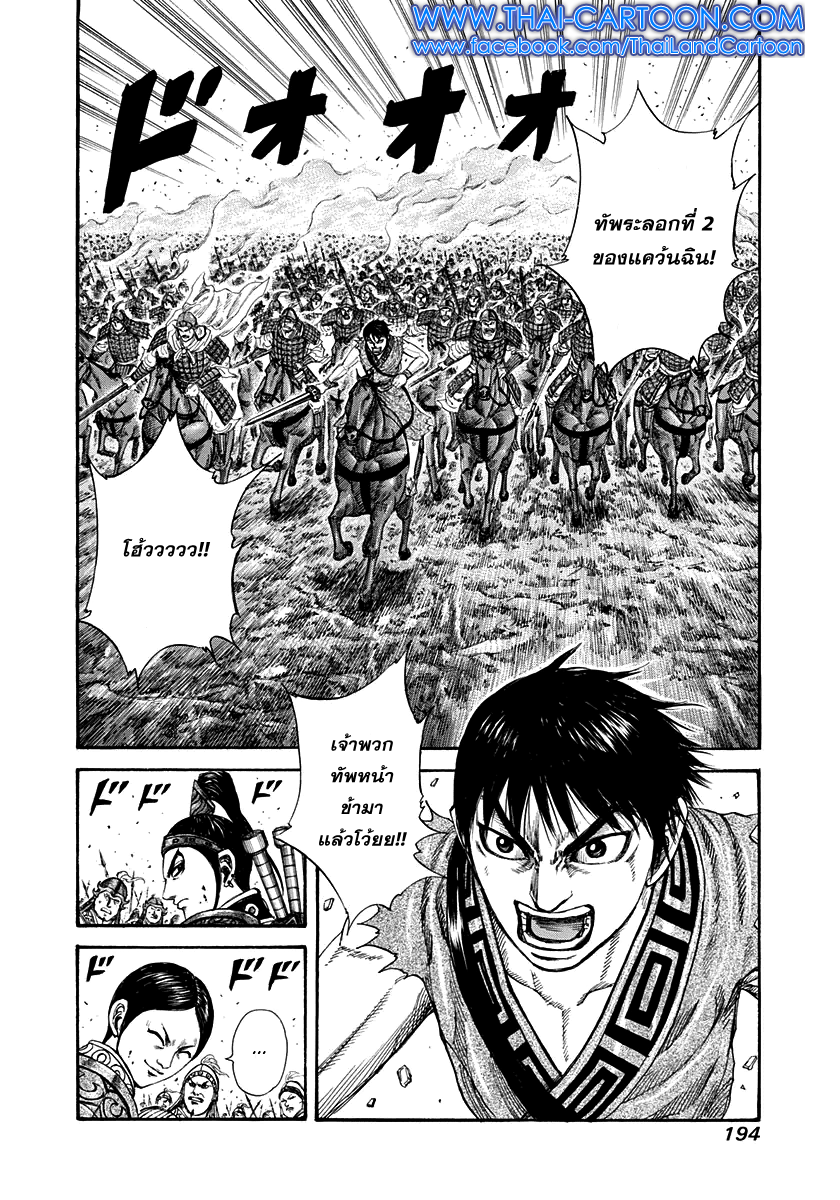 WWW.THAI-CARTOON.COM
www.facebook.com/ThaiLandCartoon
ドオオオ
ทัพระลอกที่ 2
ของแคว้นฉิน!
โฮ้ววววว!!
เจ้าพวก
ทัพหน้า
ข้ามา
แล้วโว้ยย!!
ドドド
ドドド
...
194